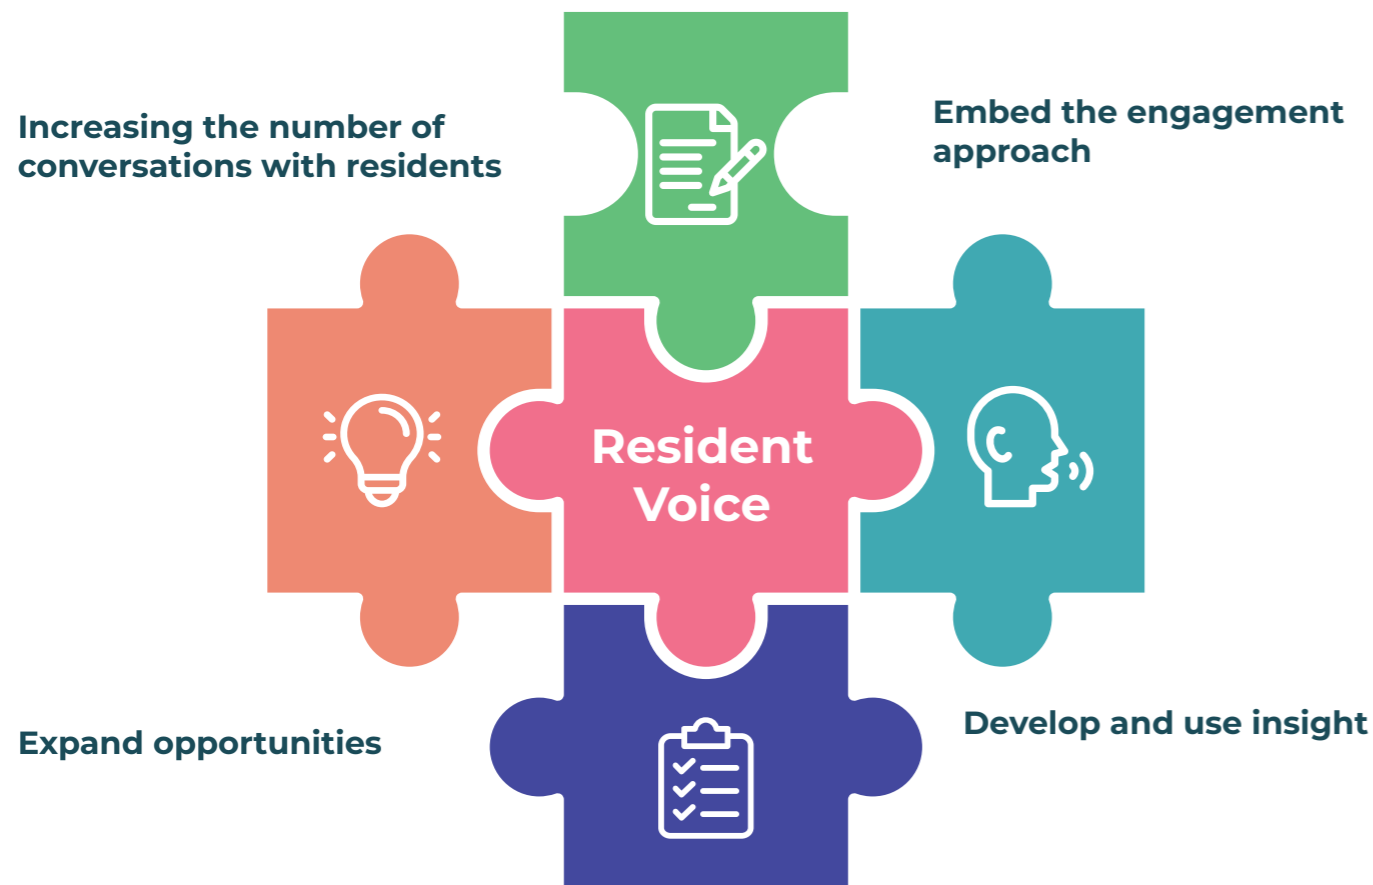 Increasing the number of
conversations with residents
Embed the engagement
approach
Resident
Voice
Expand opportunities
Develop and use insight